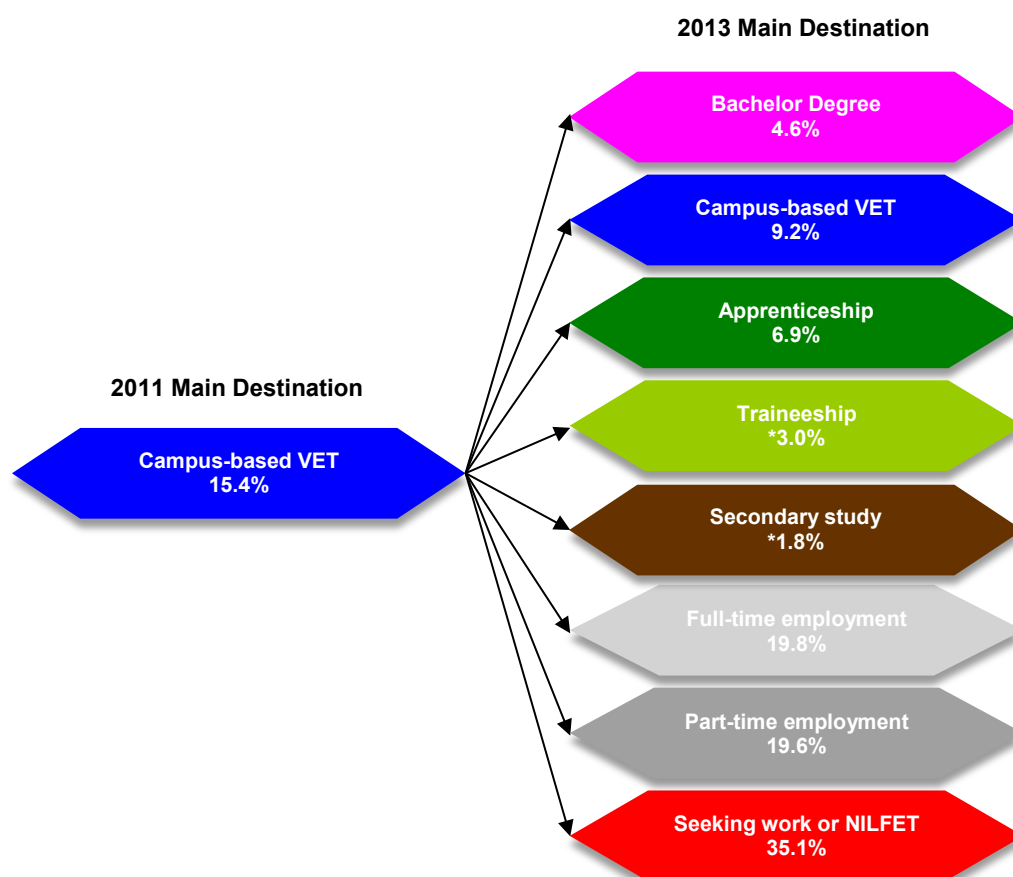 2013 Main Destination
Bachelor Degree
4.6%
Campus-based VET
9.2%
Apprenticeship
6.9%
2011 Main Destination
Campus-based VET
15.4%
Traineeship
*3.0%
Secondary study
*1.8%
Full-time employment
19.8%
Part-time employment
19.6%
Seeking work or NILFET
35.1%